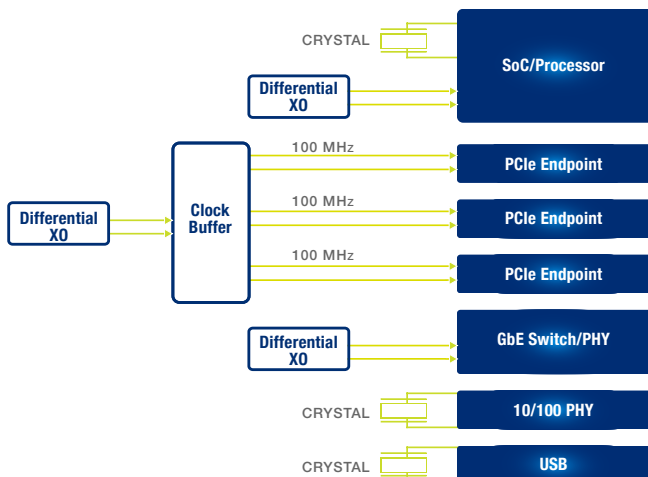 CRYSTAL
SoC/Processor
Differential
XO
100 MHz
PCIe Endpoint
100 MHz
PCIe Endpoint
Clock
Buffer
Differential
XO
100 MHz
PCIe Endpoint
Differential
XO
GbE Switch/PHY
CRYSTAL
10/100 PHY
CRYSTAL
USB